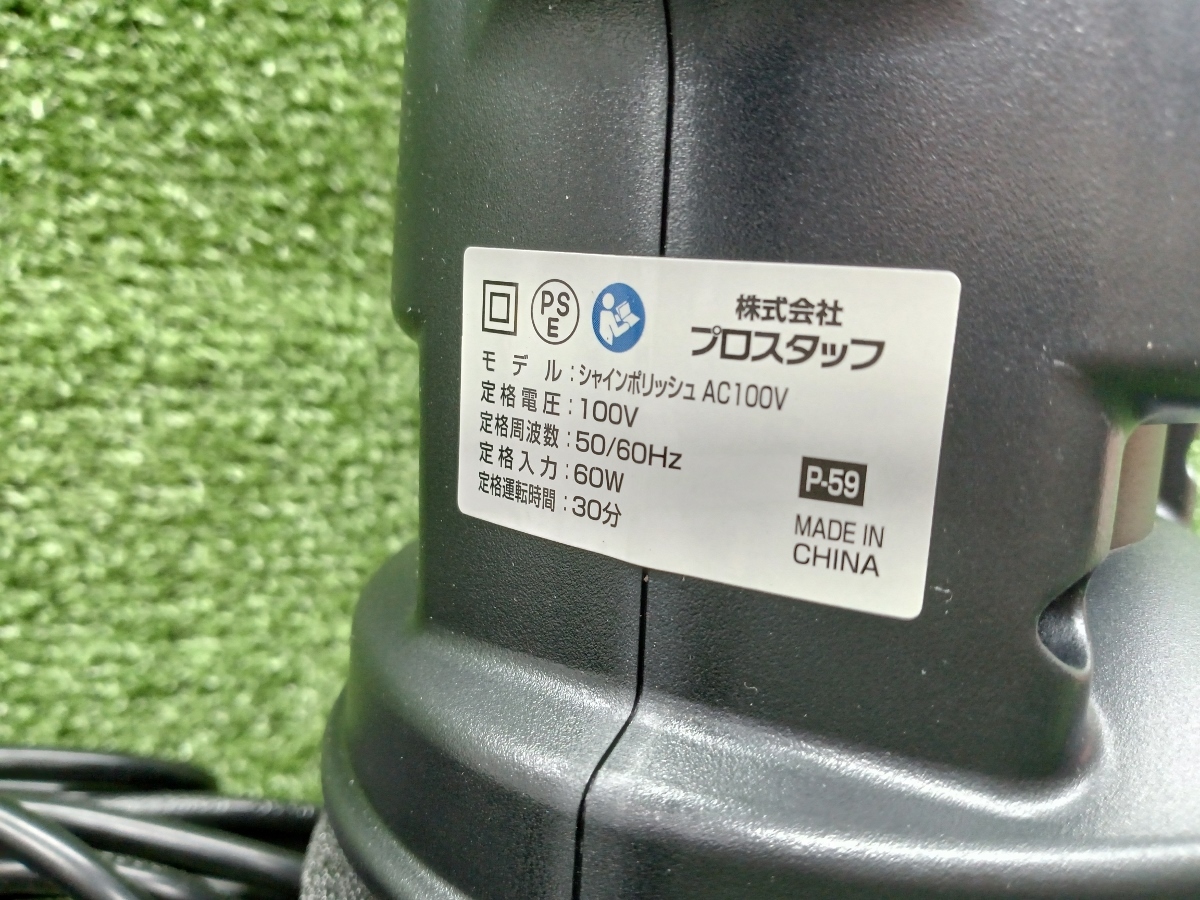 PS
E
株式会社
プロスタッフ
モデル:シャインポリッシュ AC100V
定格電圧:100V
定格周波数:50/60Hz
定格入力:60W
定格運転時間:30分
P-59
MADE IN
CHINA